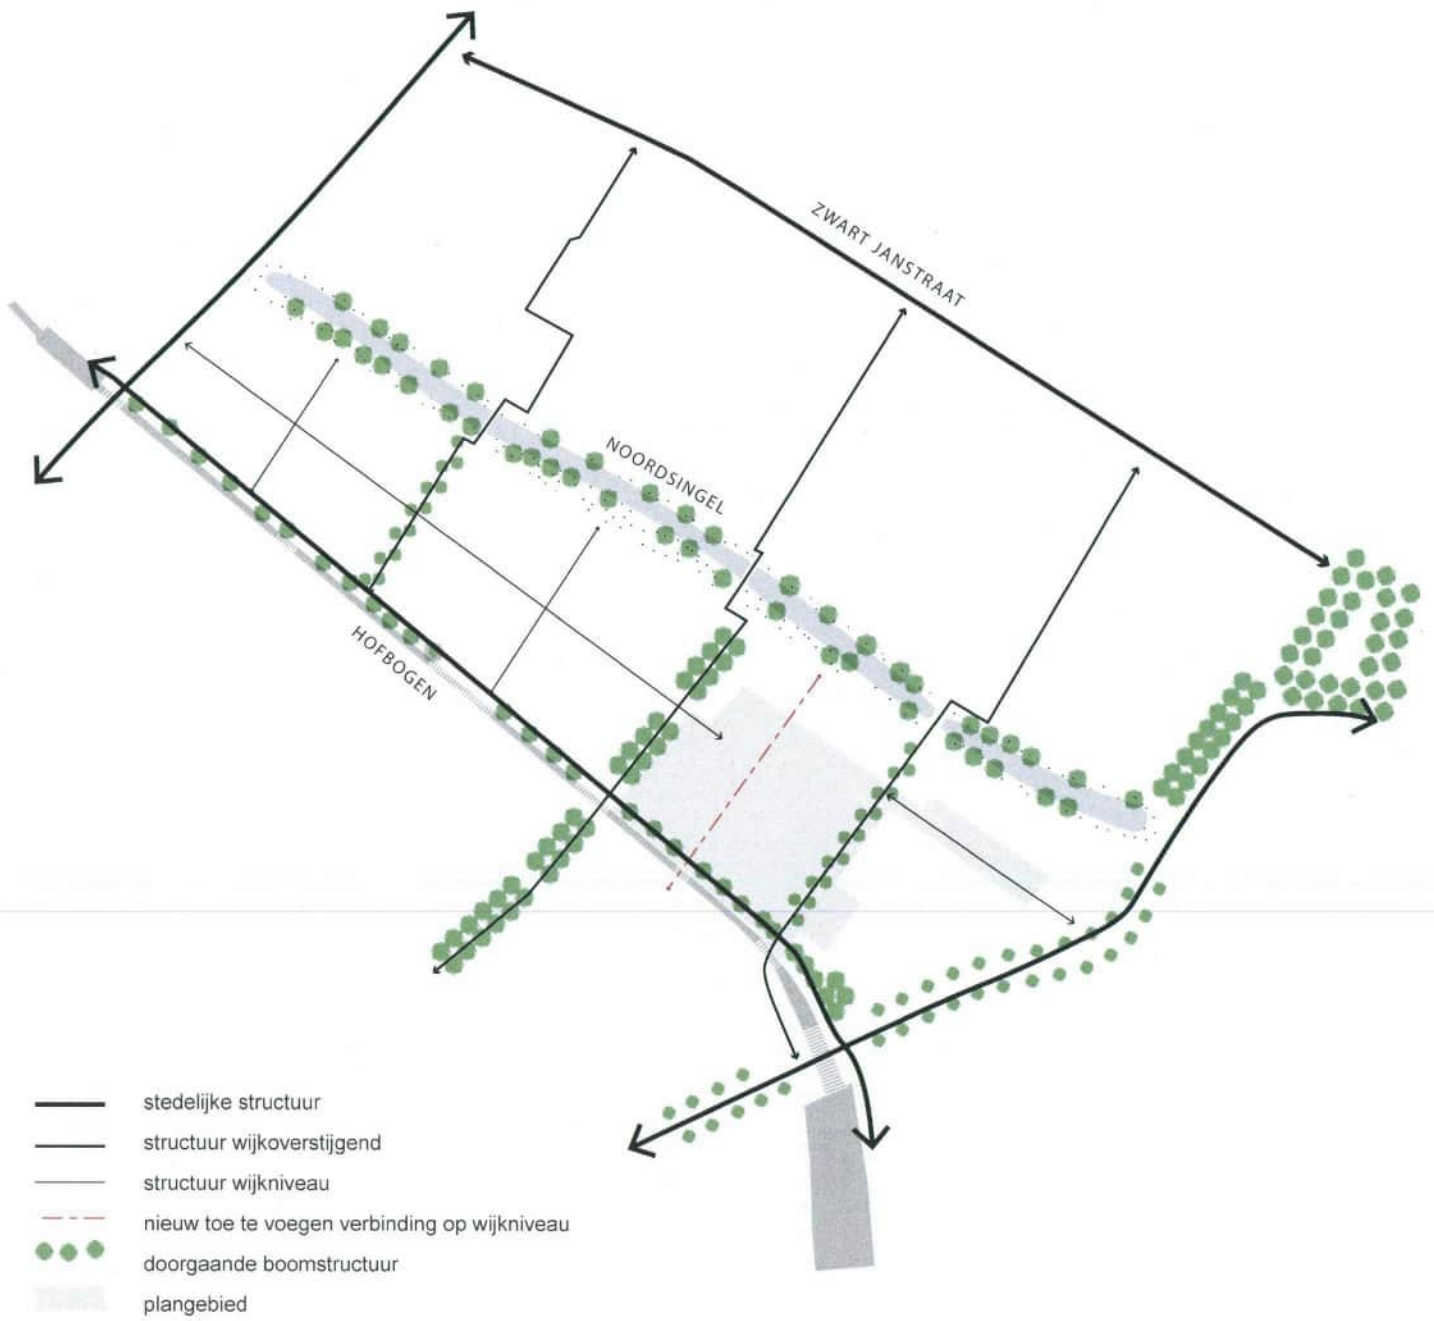 ZWART JANSTRAAT
NOORDSINGEL
HOFBOGEN
stedelijke structuur
structuur wijkoverstijgend
structuur wijkniveau
nieuw toe te voegen verbinding op wijkniveau
doorgaande boomstructuur
plangebied